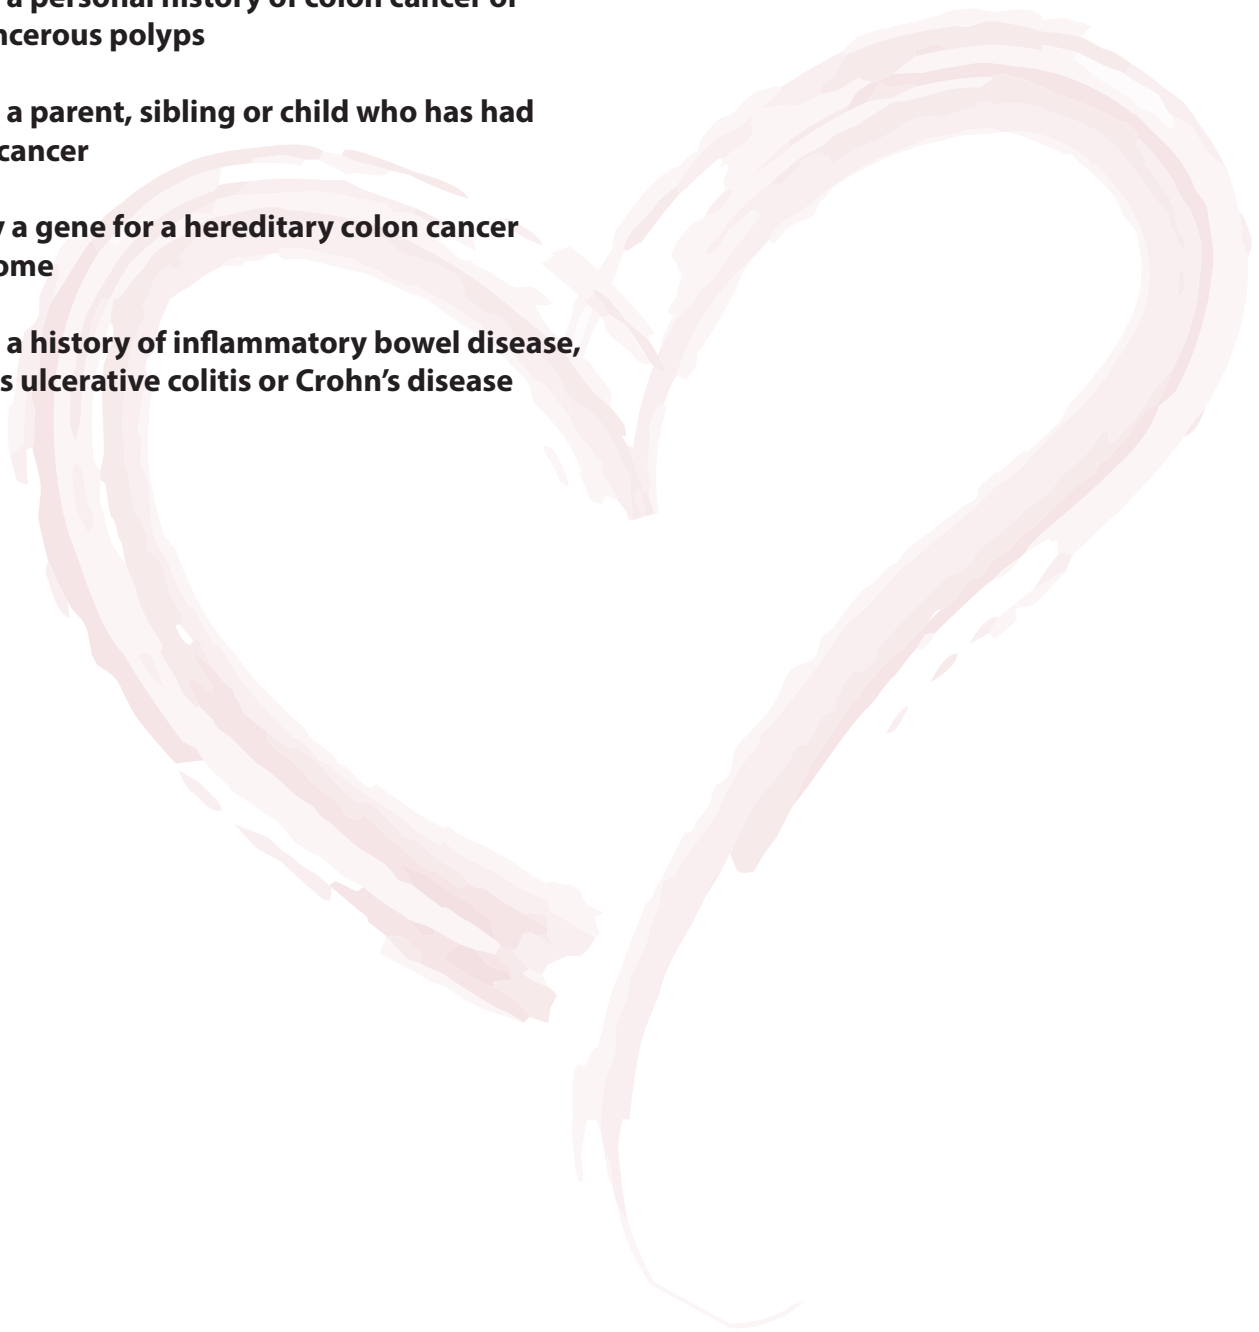 a personal history of colon cancer or
ncerous polyps
a parent, sibling or child who has had
cancer
y a gene for a hereditary colon cancer
ome
a history of inflammatory bowel disease,
s ulcerative colitis or Crohn’s disease